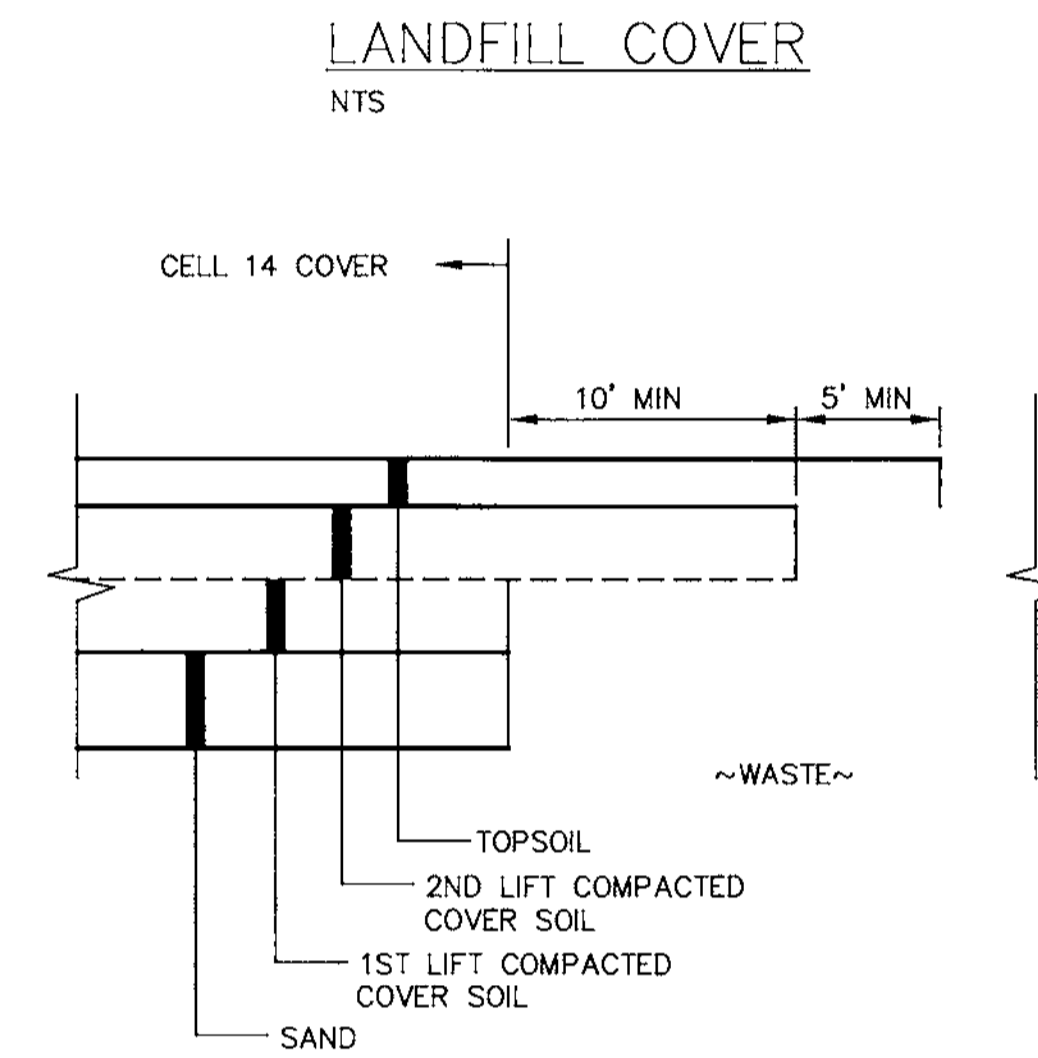 LANDFILL COVER
NTS
CELL 14 COVER
10' MIN
5' MIN
~WASTE~
TOPSOIL
2ND LIFT COMPACTED
COVER SOIL
1ST LIFT COMPACTED
COVER SOIL
SAND